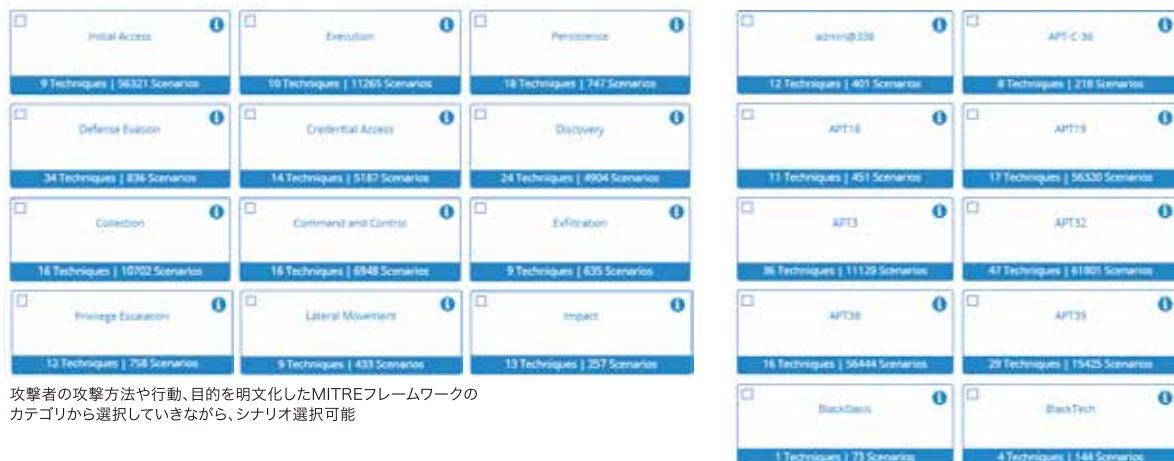 Initial Access
9 Techniques | 56321 Scenarios
Execution
10 Techniques | 11265 Scenarios
Persistense
18 Techniques | 747 Scenarios
Defense Evasion
34 Techniques | 836 Scenarios
Credential Access
14 Techniques | 5187 Scenarios
Discovery
24 Techniques | 4904 Scenarios
Collection
16 Techniques | 10702 Scenarios
Command and Control
16 Techniques | 6948 Scenarios
Exfiltration
9 Techniques | 635 Scenarios
Privilege Escalation
12 Techniques | 758 Scenarios
Lateral Movement
9 Techniques | 433 Scenarios
Impact
13 Techniques | 257 Scenarios
攻撃者の攻撃方法や行動、目的を明文化したMITREフレームワークの
カテゴリから選択していきながら、シナリオ選択可能
admin@338
12 Techniques | 401 Scenarios
APT-C-36
8 Techniques | 218 Scenarios
APT18
11 Techniques | 451 Scenarios
APT19
17 Techniques | 56320 Scenarios
APT3
36 Techniques | 11129 Scenarios
APT32
47 Techniques | 61801 Scenarios
APT38
16 Techniques | 56444 Scenarios
APT39
29 Techniques | 15425 Scenarios
BlackOasis
1 Techniques | 73 Scenarios
BlackTech
4 Techniques | 144 Scenarios